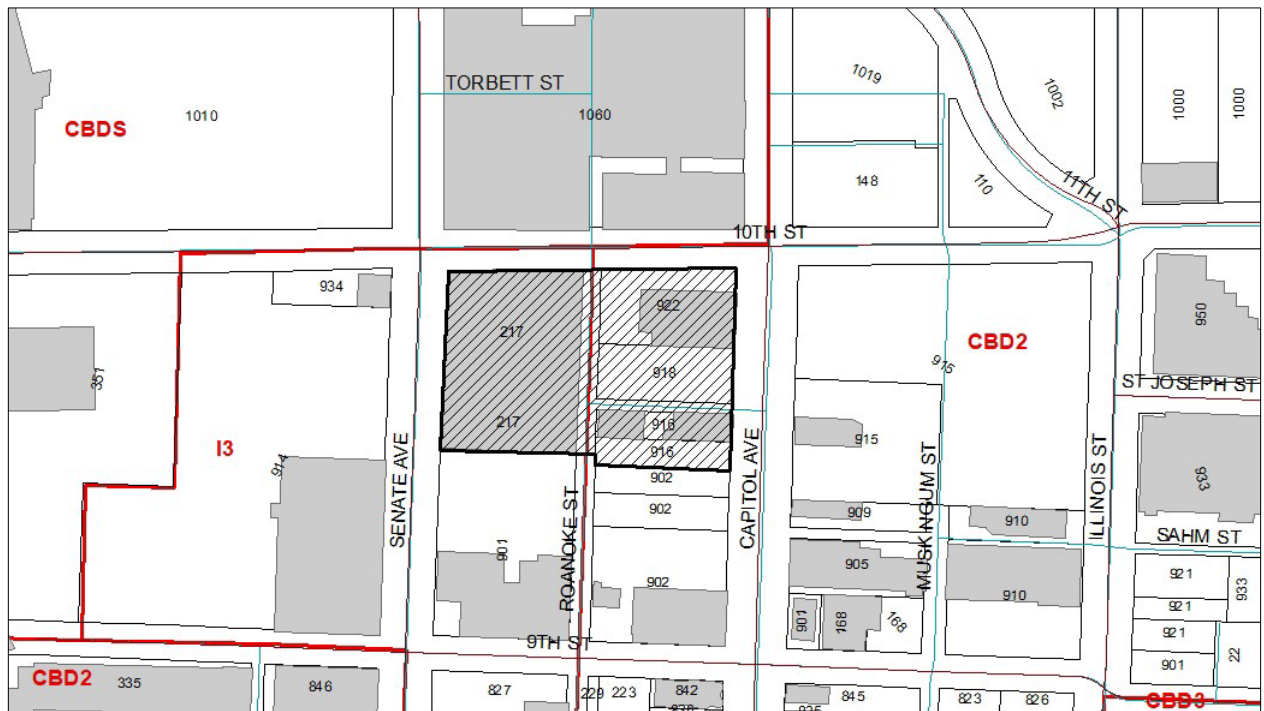 TORBETT ST
1019
1002
1000
1000
CBDS
1010
1060
148
110
11TH ST
10TH ST
934
922
217
CBD2
950
915
918
351
ST JOSEPH ST
217
916
916
I3
914
SENATE AVE
CAPITOL AVE
915
MUSKINGUM ST
ILLINOIS ST
933
902
902
ROANOKE ST
909
910
SAHM ST
901
905
921
933
902
910
921
901
168
168
921
9TH ST
901
22
CBD2
335
846
827
229
223
842
845
823
826
CBD3